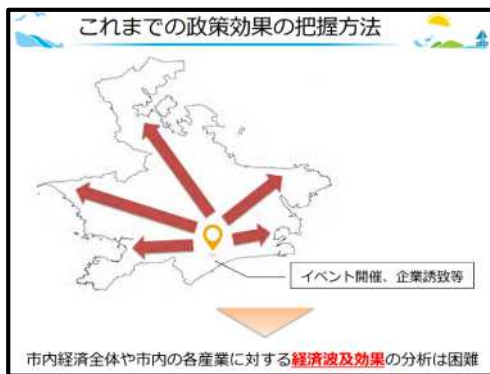 これまでの政策効果の把握方法
イベント開催、企業誘致等
市内経済全体や市内の各産業に対する経済波及効果の分析は困難